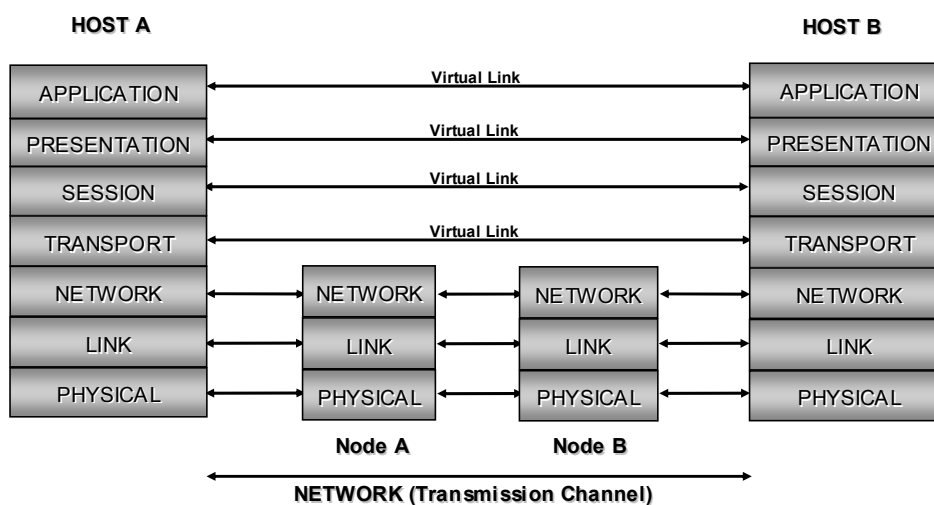 HOST A
HOST B
Virtual Link
APPLICATION
APPLICATION
Virtual Link
PRESENTATION
PRESENTATION
Virtual Link
SESSION
SESSION
Virtual Link
TRANSPORT
TRANSPORT
NETWORK
NETWORK
NETWORK
NETWORK
LINK
LINK
LINK
LINK
PHYSICAL
PHYSICAL
PHYSICAL
PHYSICAL
Node A
Node B
NETWORK (Transmission Channel)